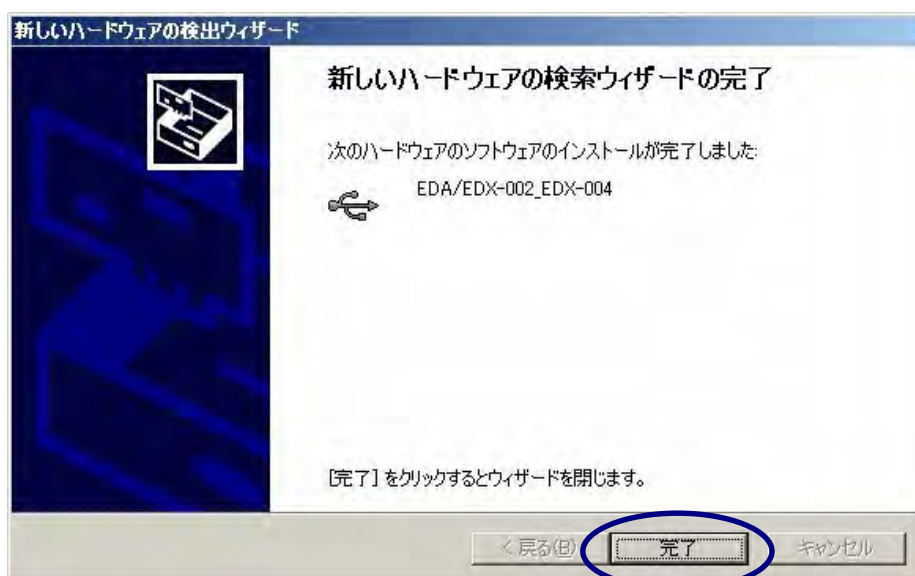 新しいハードウェアの検出ウィザード
新しいハードウェアの検索ウィザードの完了
次のハードウェアのソフトウェアのインストールが完了しました:
EDA/EDX-002_EDX-004
[完了] をクリックするとウィザードを閉じます。
< 戻る(B)
完了
キャンセル